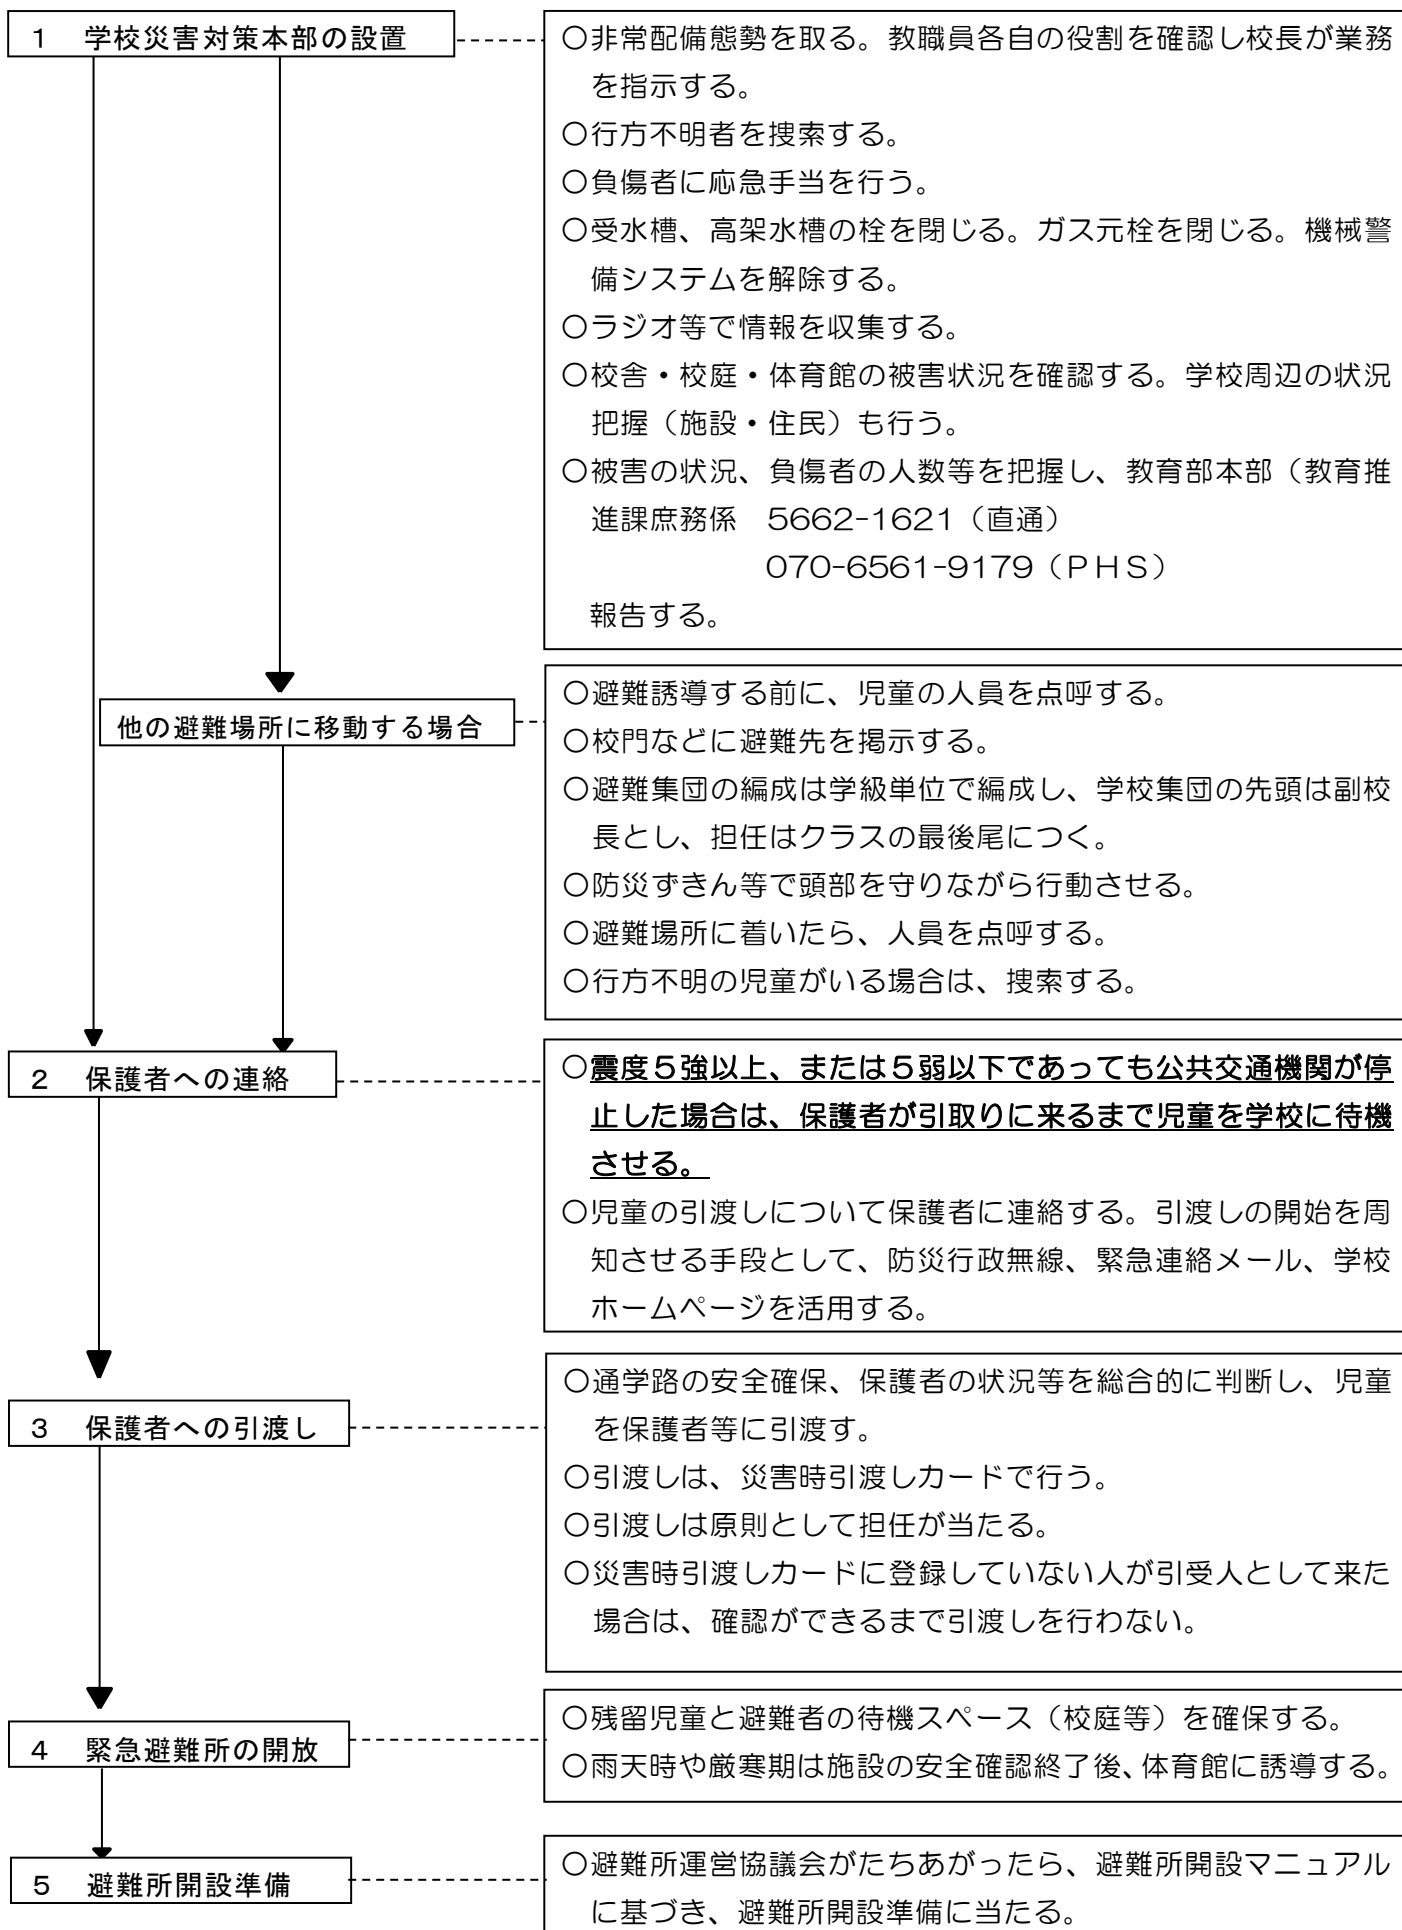 １　学校災害対策本部の設置
〇非常配備態勢を取る。教職員各自の役割を確認し校長が業務
を指示する。
〇行方不明者を捜索する。
〇負傷者に応急手当を行う。
〇受水槽、高架水槽の栓を閉じる。ガス元栓を閉じる。機械警
備システムを解除する。
〇ラジオ等で情報を収集する。
〇校舎・校庭・体育館の被害状況を確認する。学校周辺の状況
把握（施設・住民）も行う。
〇被害の状況、負傷者の人数等を把握し、教育部本部（教育推
進課庶務係　5662-1621（直通）
070-6561-9179（ＰＨＳ）
報告する。
他の避難場所に移動する場合
〇避難誘導する前に、児童の人員を点呼する。
〇校門などに避難先を掲示する。
〇避難集団の編成は学級単位で編成し、学校集団の先頭は副校
長とし、担任はクラスの最後尾につく。
〇防災ずきん等で頭部を守りながら行動させる。
〇避難場所に着いたら、人員を点呼する。
〇行方不明の児童がいる場合は、捜索する。
２　保護者への連絡
〇震度５強以上、または５弱以下であっても公共交通機関が停
止した場合は、保護者が引取りに来るまで児童を学校に待機
させる。
〇児童の引渡しについて保護者に連絡する。引渡しの開始を周
知させる手段として、防災行政無線、緊急連絡メール、学校
ホームページを活用する。
３　保護者への引渡し
〇通学路の安全確保、保護者の状況等を総合的に判断し、児童
を保護者等に引渡す。
〇引渡しは、災害時引渡しカードで行う。
〇引渡しは原則として担任が当たる。
〇災害時引渡しカードに登録していない人が引受人として来た
場合は、確認ができるまで引渡しを行わない。
４　緊急避難所の開放
〇残留児童と避難者の待機スペース（校庭等）を確保する。
〇雨天時や厳寒期は施設の安全確認終了後、体育館に誘導する。
５　避難所開設準備
〇避難所運営協議会がたちあがったら、避難所開設マニュアル
に基づき、避難所開設準備に当たる。